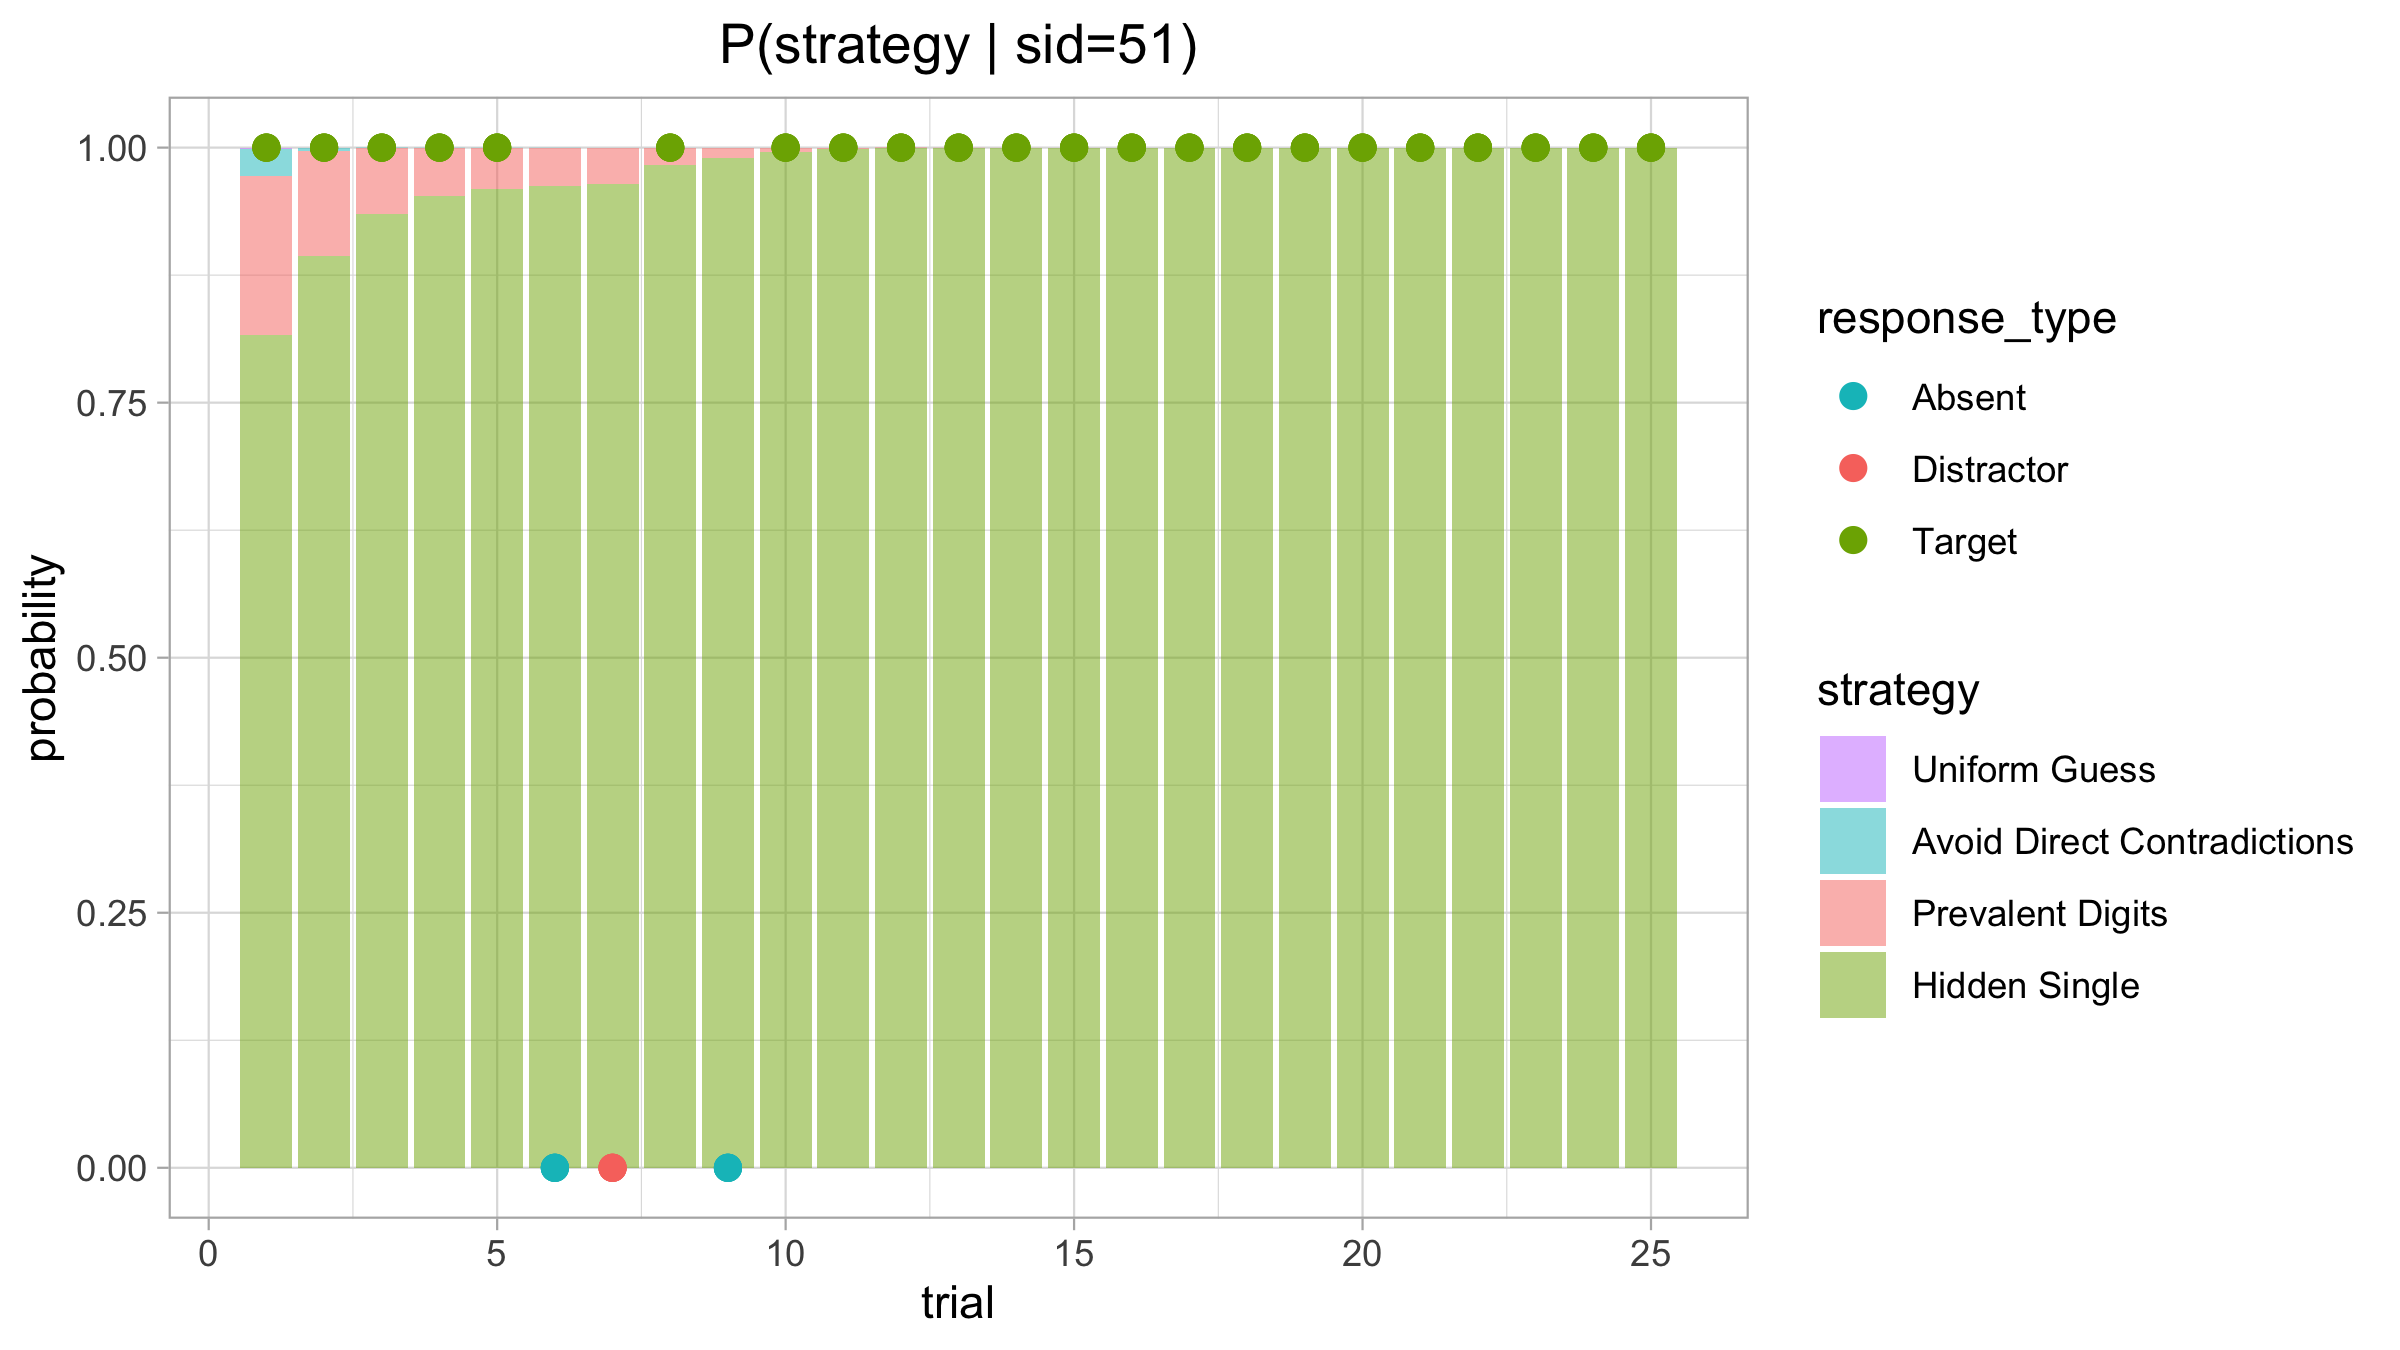 P(strategy | sid=51)
1.00
0.75
0.50
0.25
0.00
probability
0 5 10 15 20 25
trial
response_type
Absent
Distractor
Target
strategy
Uniform Guess
Avoid Direct Contradictions
Prevalent Digits
Hidden Single